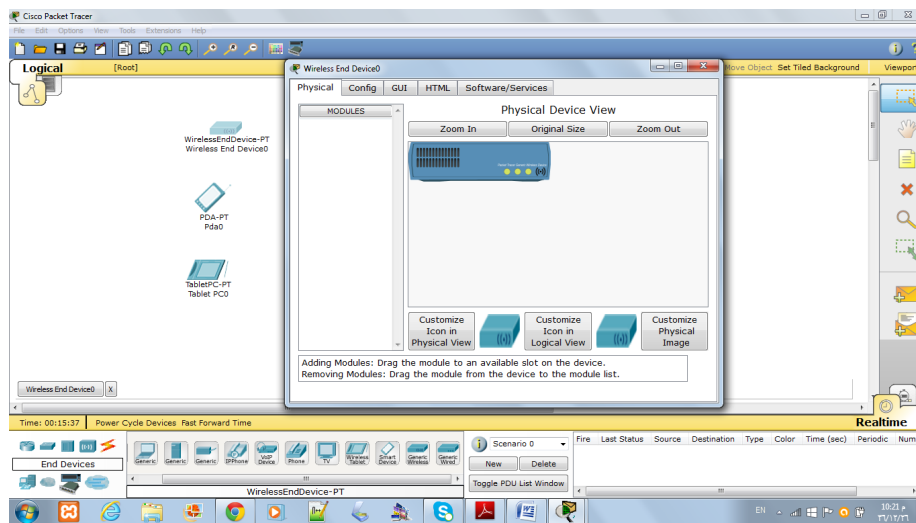 Cisco Packet Tracer
File Edit Options View Tools Extensions Help
Logical [Root] Move Object Set Tiled Background Viewport
Wireless End Device0
Physical Config GUI HTML Software/Services
MODULES
Physical Device View
Zoom In Original Size Zoom Out
WirelessEndDevice-PT
Wireless End Device0
PDA-PT
Pda0
TabletPC-PT
Tablet PC0
Customize
Icon in
Physical View
Customize
Icon in
Logical View
Customize
Physical
Image
Adding Modules: Drag the module to an available slot on the device.
Removing Modules: Drag the module from the device to the module list.
Wireless End Device0 X
Time: 00:15:37 Power Cycle Devices Fast Forward Time Realtime
End Devices
Generic Generic Generic IPPhone VoIP Device Phone TV Wireless Tablet Smart Device Generic Wireless Generic Wired
WirelessEndDevice-PT
Scenario 0
New Delete
Toggle PDU List Window
Fire Last Status Source Destination Type Color Time (sec) Periodic Num
EN 10:21 م
٣٧/١٢/٢٦